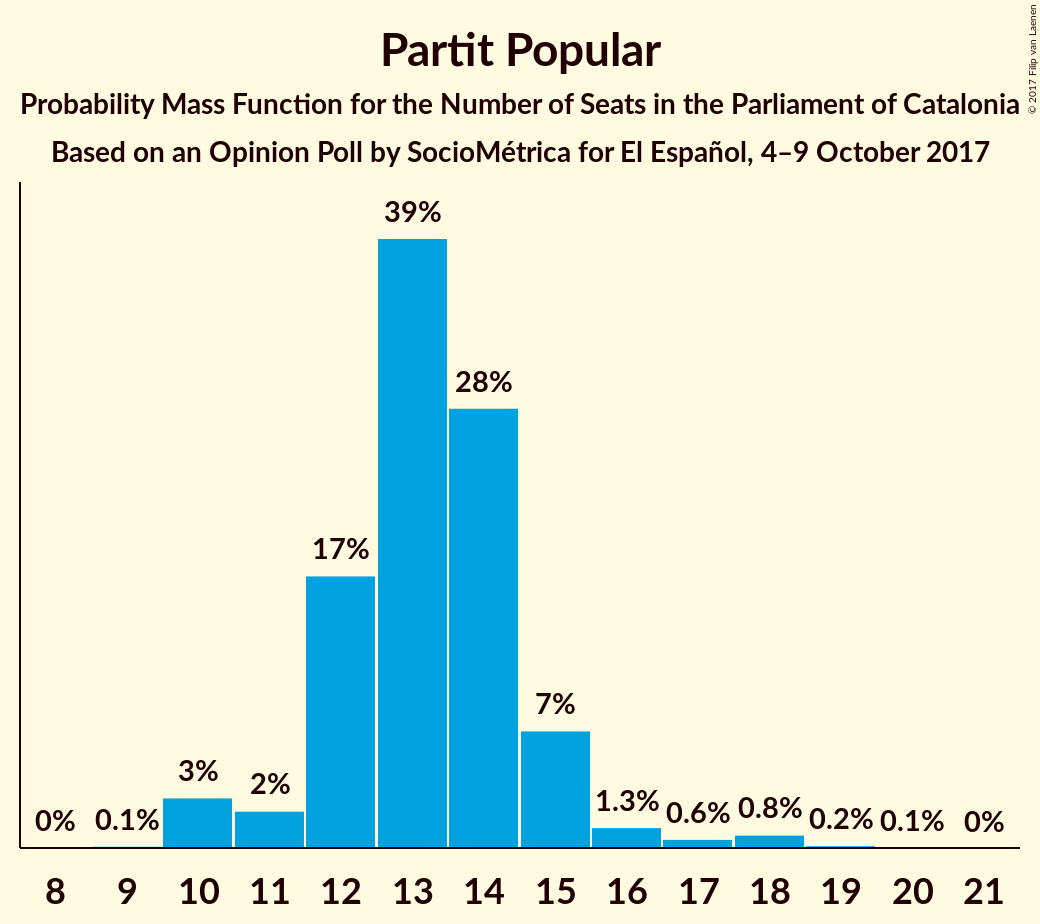 Partit Popular
Probability Mass Function for the Number of Seats in the Parliament of Catalonia
Based on an Opinion Poll by SocioMétrica for El Español, 4–9 October 2017
© 2017 Filip van Laenen
39%
28%
17%
7%
3%
2%
1.3%
0.8%
0.6%
0% 0.1% 0.2% 0.1% 0%
8 9 10 11 12 13 14 15 16 17 18 19 20 21